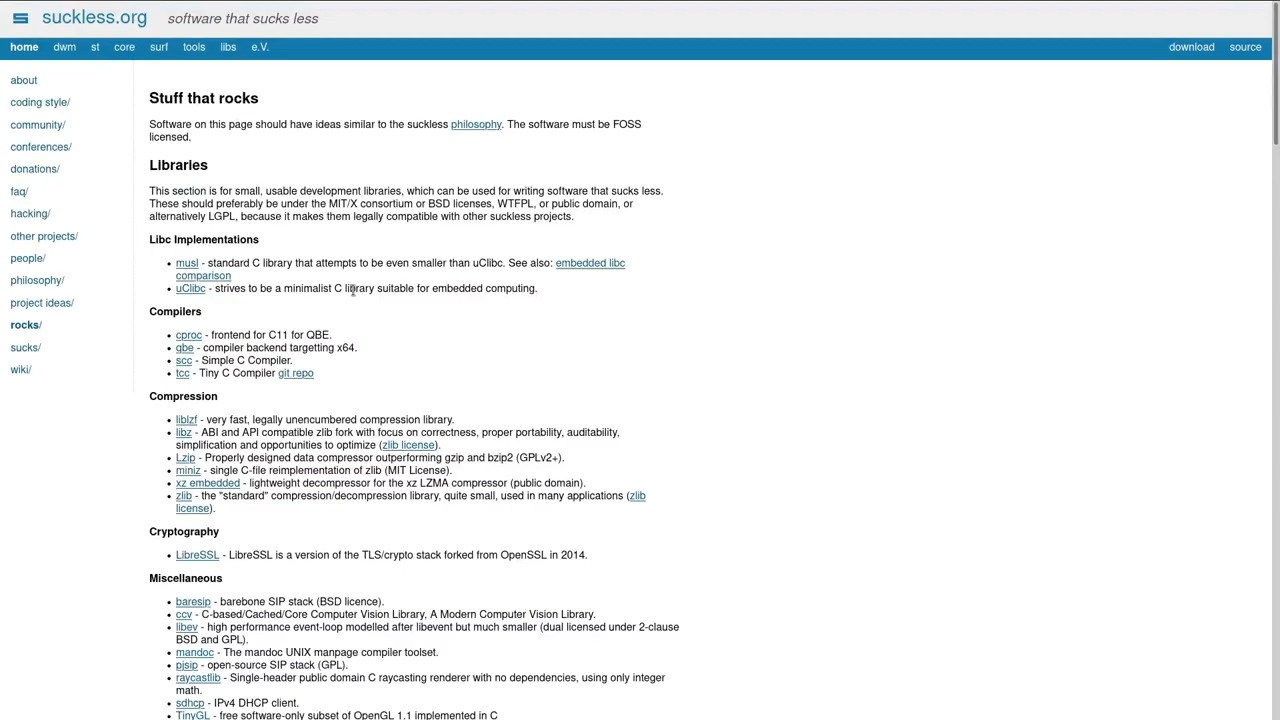 suckless.org software that sucks less
home dwm st core surf tools libs e.V. download source
about
coding style/
community/
conferences/
donations/
faq/
hacking/
other projects/
people/
philosophy/
project ideas/
rocks/
sucks/
wiki/
Stuff that rocks
Software on this page should have ideas similar to the suckless philosophy. The software must be FOSS
licensed.
Libraries
This section is for small, usable development libraries, which can be used for writing software that sucks less.
These should preferably be under the MIT/X consortium or BSD licenses, WTFPL, or public domain, or
alternatively LGPL, because it makes them legally compatible with other suckless projects.
Libc Implementations
• musl - standard C library that attempts to be even smaller than uClibc. See also: embedded libc
comparison
• uClibc - strives to be a minimalist C library suitable for embedded computing.
Compilers
• cproc - frontend for C11 for QBE.
• qbe - compiler backend targetting x64.
• scc - Simple C Compiler.
• tcc - Tiny C Compiler git repo
Compression
• liblzf - very fast, legally unencumbered compression library.
• libz - ABI and API compatible zlib fork with focus on correctness, proper portability, auditability,
simplification and opportunities to optimize (zlib license).
• Lzip - Properly designed data compressor outperforming gzip and bzip2 (GPLv2+).
• miniz - single C-file reimplementation of zlib (MIT License).
• xz embedded - lightweight decompressor for the xz LZMA compressor (public domain).
• zlib - the "standard" compression/decompression library, quite small, used in many applications (zlib
license).
Cryptography
• LibreSSL - LibreSSL is a version of the TLS/crypto stack forked from OpenSSL in 2014.
Miscellaneous
• baresip - barebone SIP stack (BSD licence).
• ccv - C-based/Cached/Core Computer Vision Library, A Modern Computer Vision Library.
• libev - high performance event-loop modelled after libevent but much smaller (dual licensed under 2-clause
BSD and GPL).
• mandoc - The mandoc UNIX manpage compiler toolset.
• pjsip - open-source SIP stack (GPL).
• raycastlib - Single-header public domain C raycasting renderer with no dependencies, using only integer
math.
• sdhcp - IPv4 DHCP client.
• TinyGL - free software-only subset of OpenGL 1.1 implemented in C